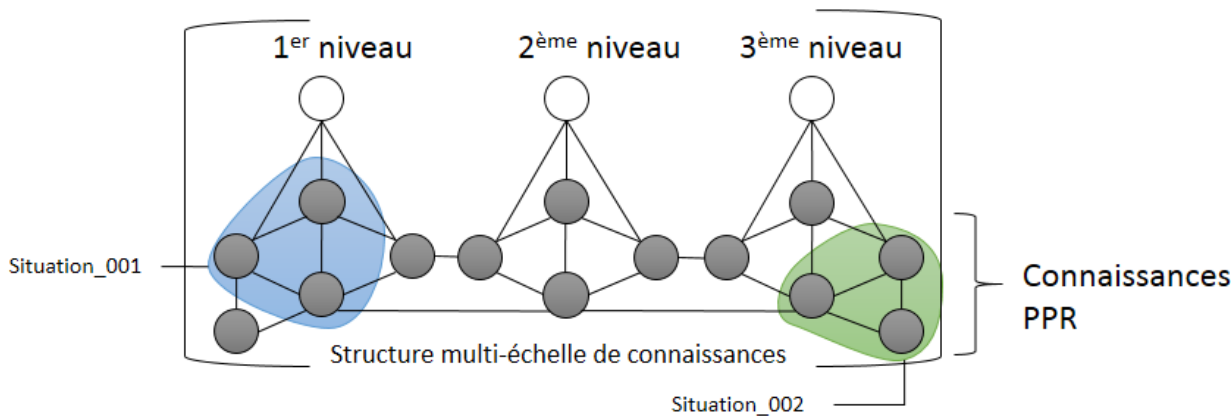 1er niveau
2ème niveau
3ème niveau
Situation_001
Connaissances
PPR
Structure multi-échelle de connaissances
Situation_002